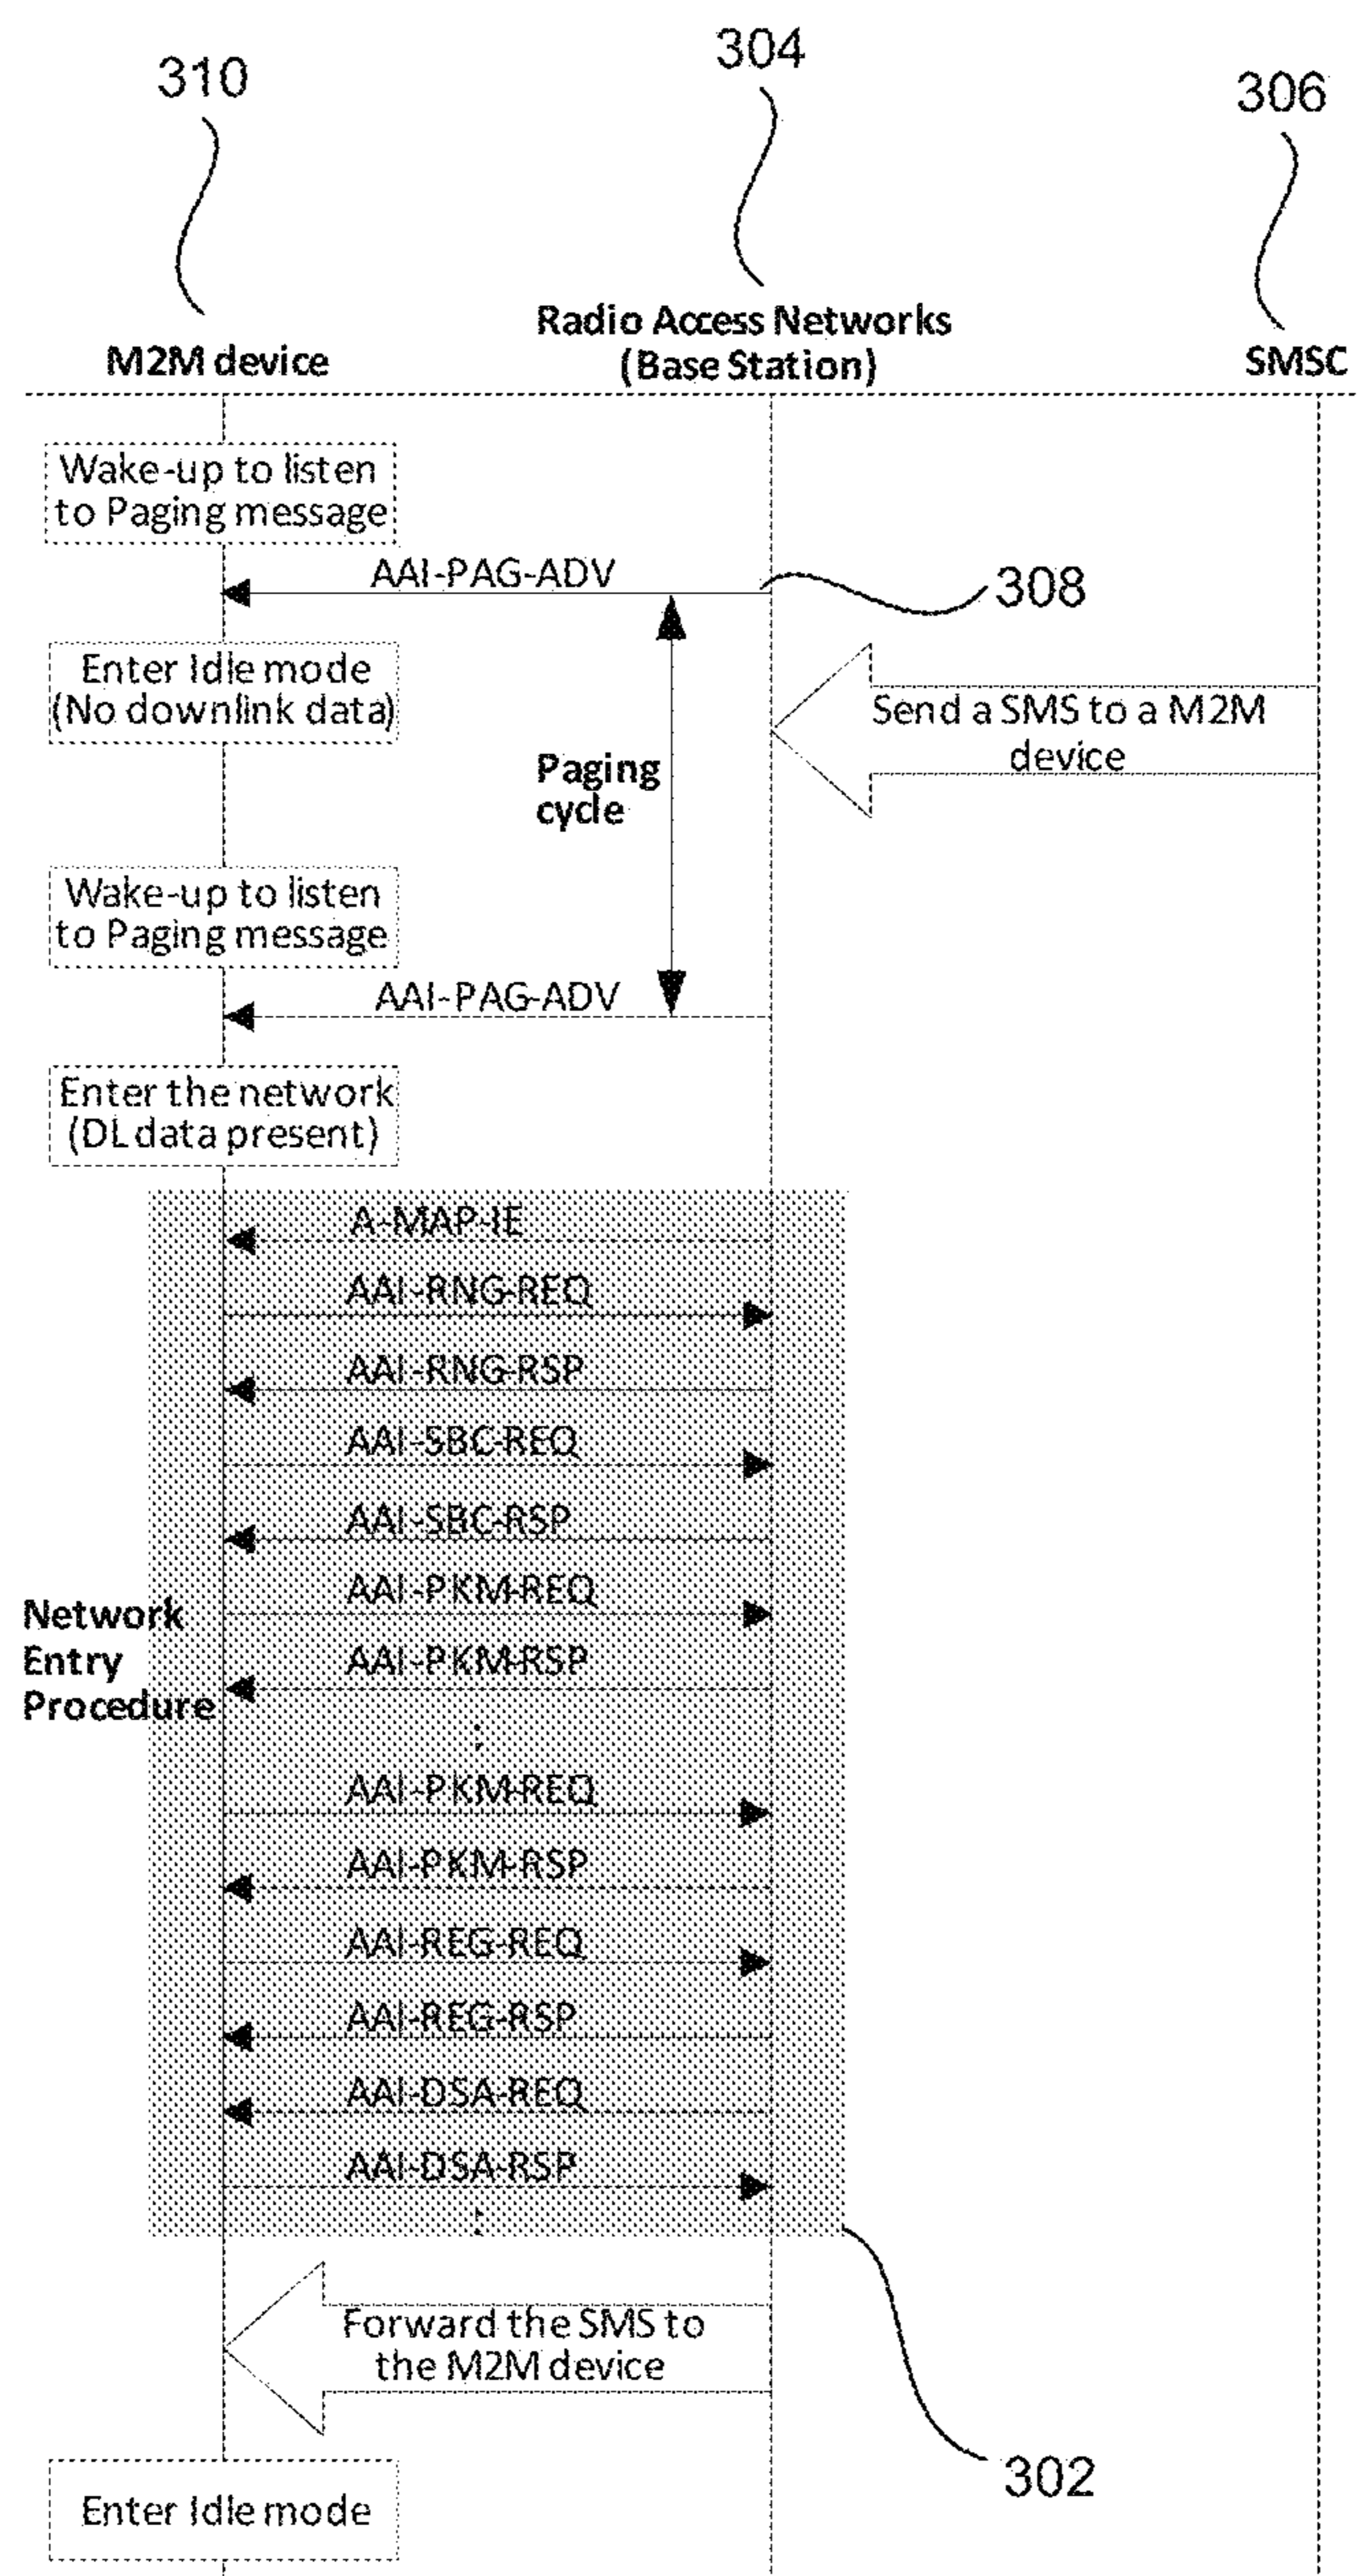 310
304
306
M2M device
Radio Access Networks
(Base Station)
SMSC
Wake-up to listen
to Paging message
AAI-PAG-ADV
308
Enter Idle mode
(No downlink data)
Send a SMS to a M2M
device
Paging
cycle
Wake-up to listen
to Paging message
AAI-PAG-ADV
Enter the network
(DL data present)
A-MAP-IE
AAI-RNG-REQ
AAI-RNG-RSP
AAI-SBC-REQ
AAI-SBC-RSP
AAI-PKM-REQ
Network
Entry
Procedure
AAI-PKM-RSP
AAI-PKM-REQ
AAI-PKM-RSP
AAI-REG-REQ
AAI-REG-RSP
AAI-DSA-REQ
AAI-DSA-RSP
Forward the SMS to
the M2M device
302
Enter Idle mode